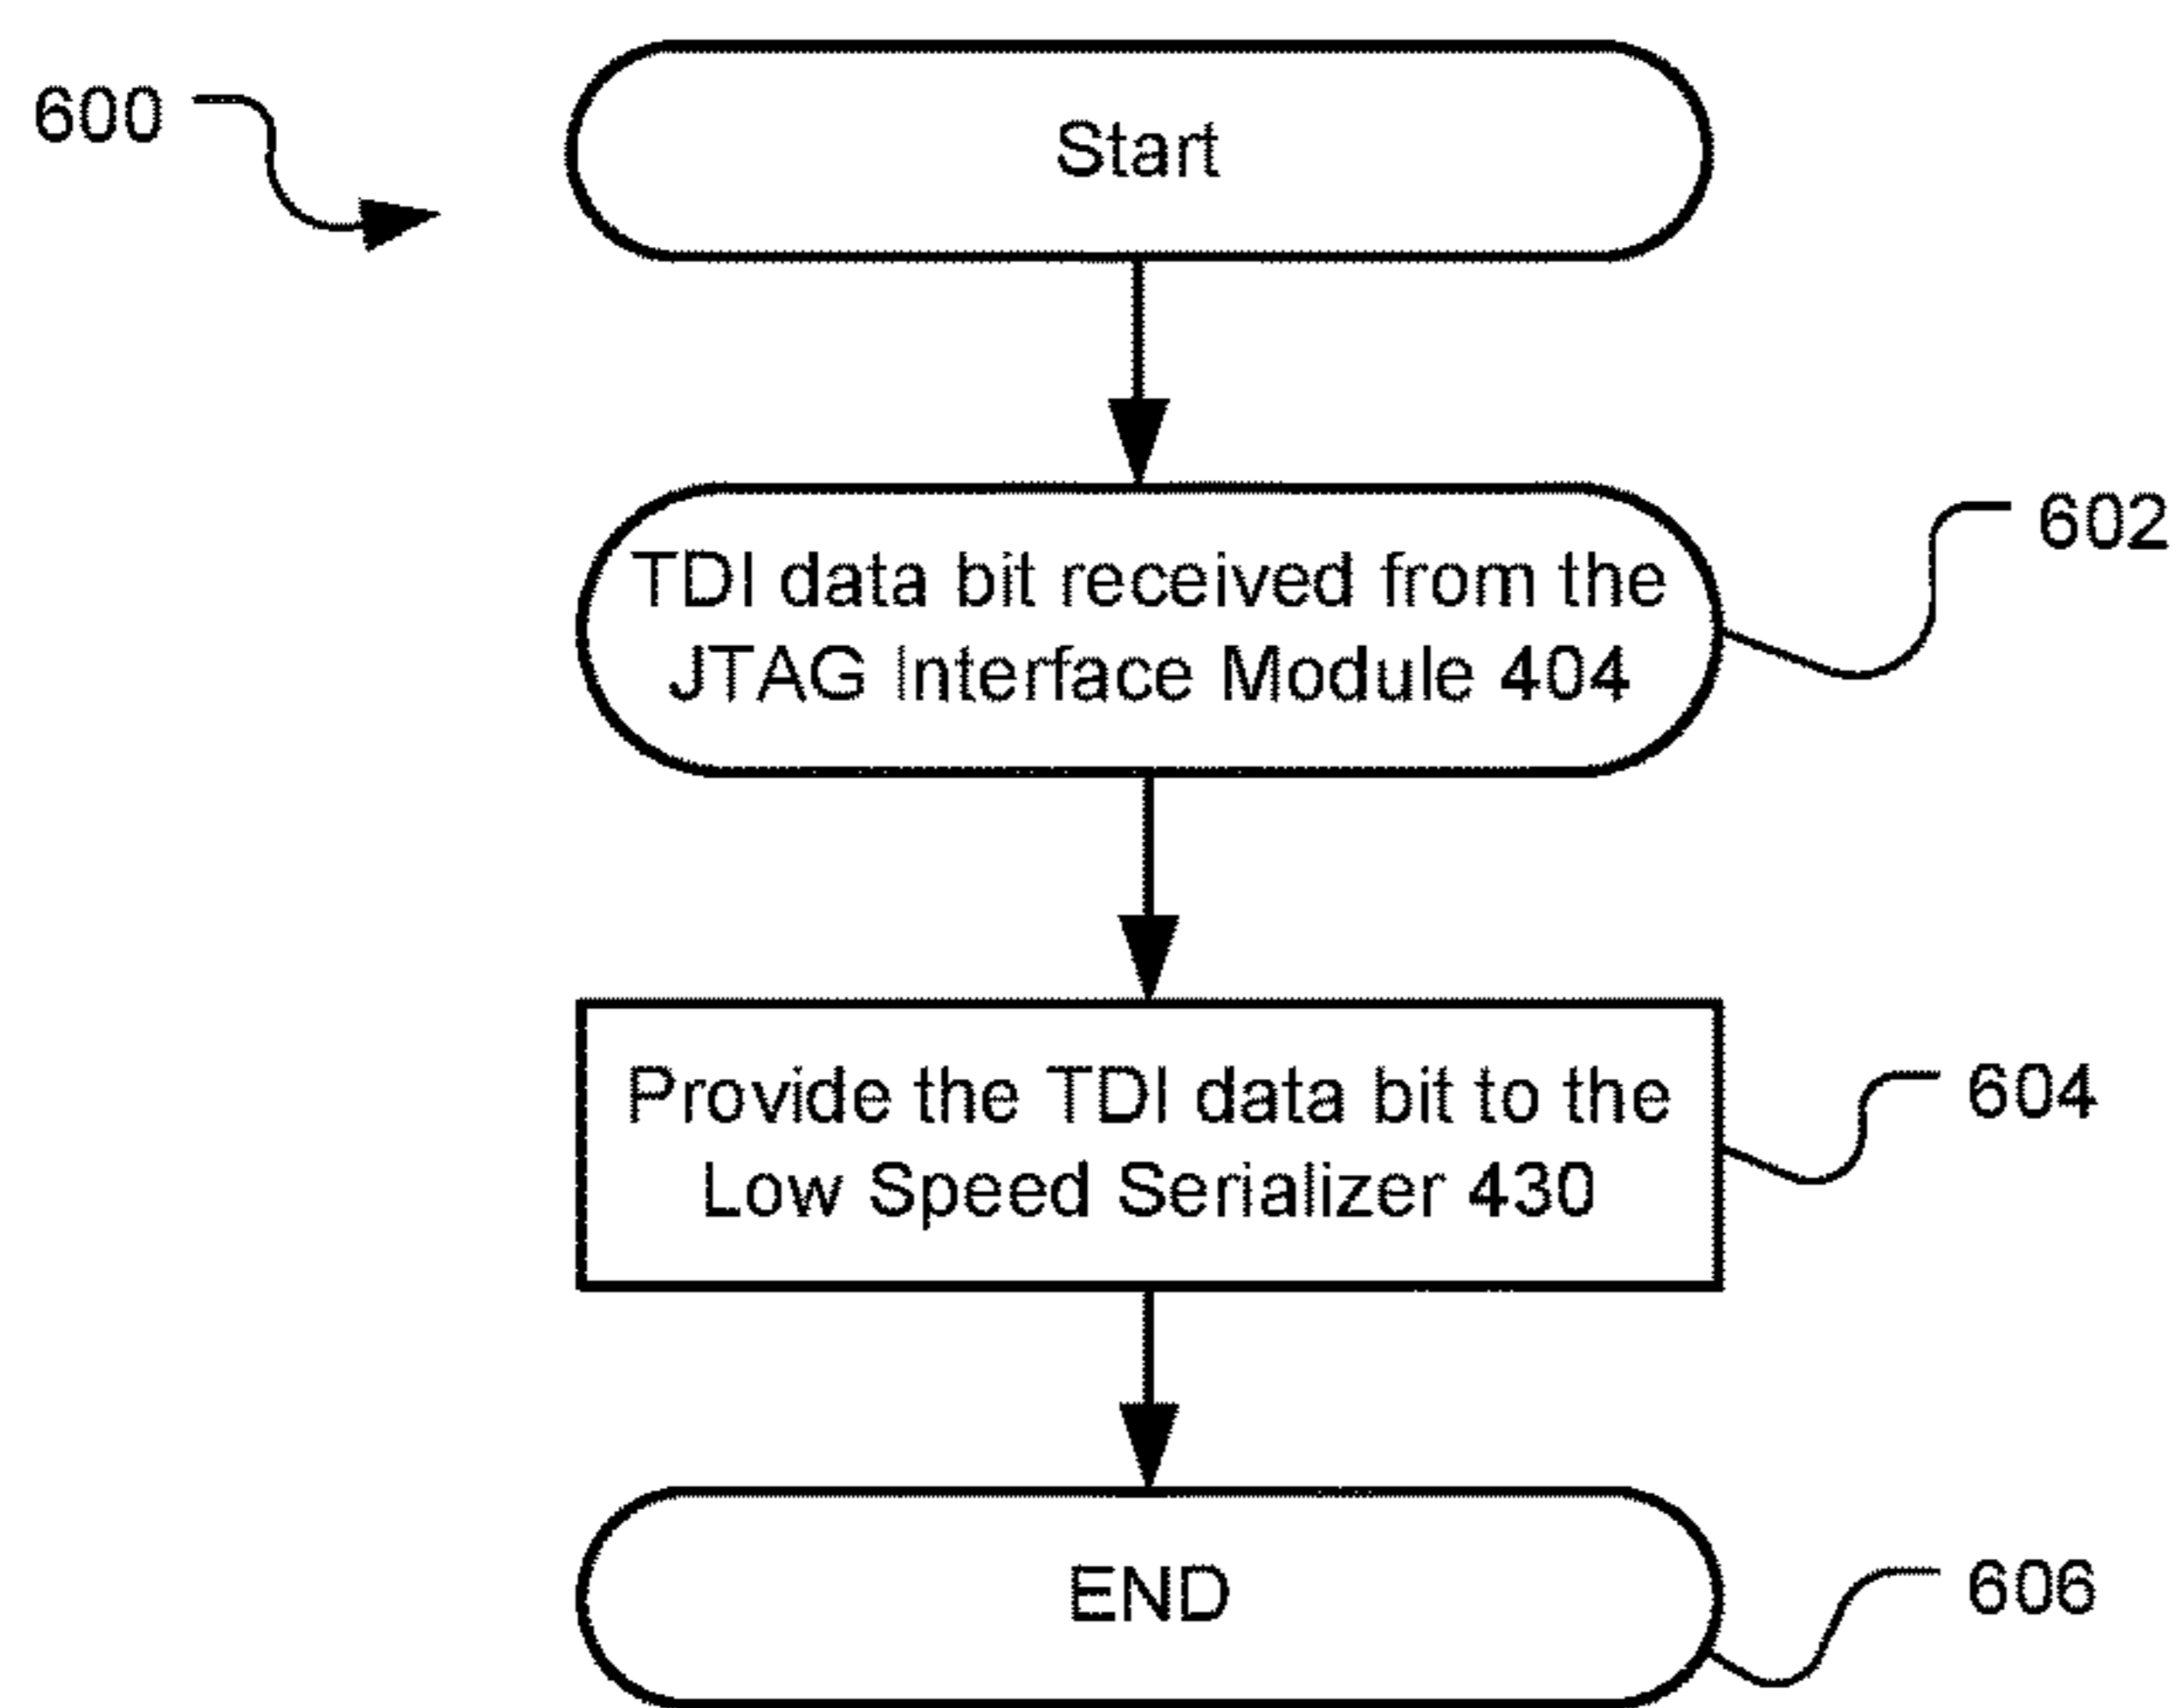 600
Start
602
TDI data bit received from the
JTAG Interface Module 404
604
Provide the TDI data bit to the
Low Speed Serializer 430
END
606